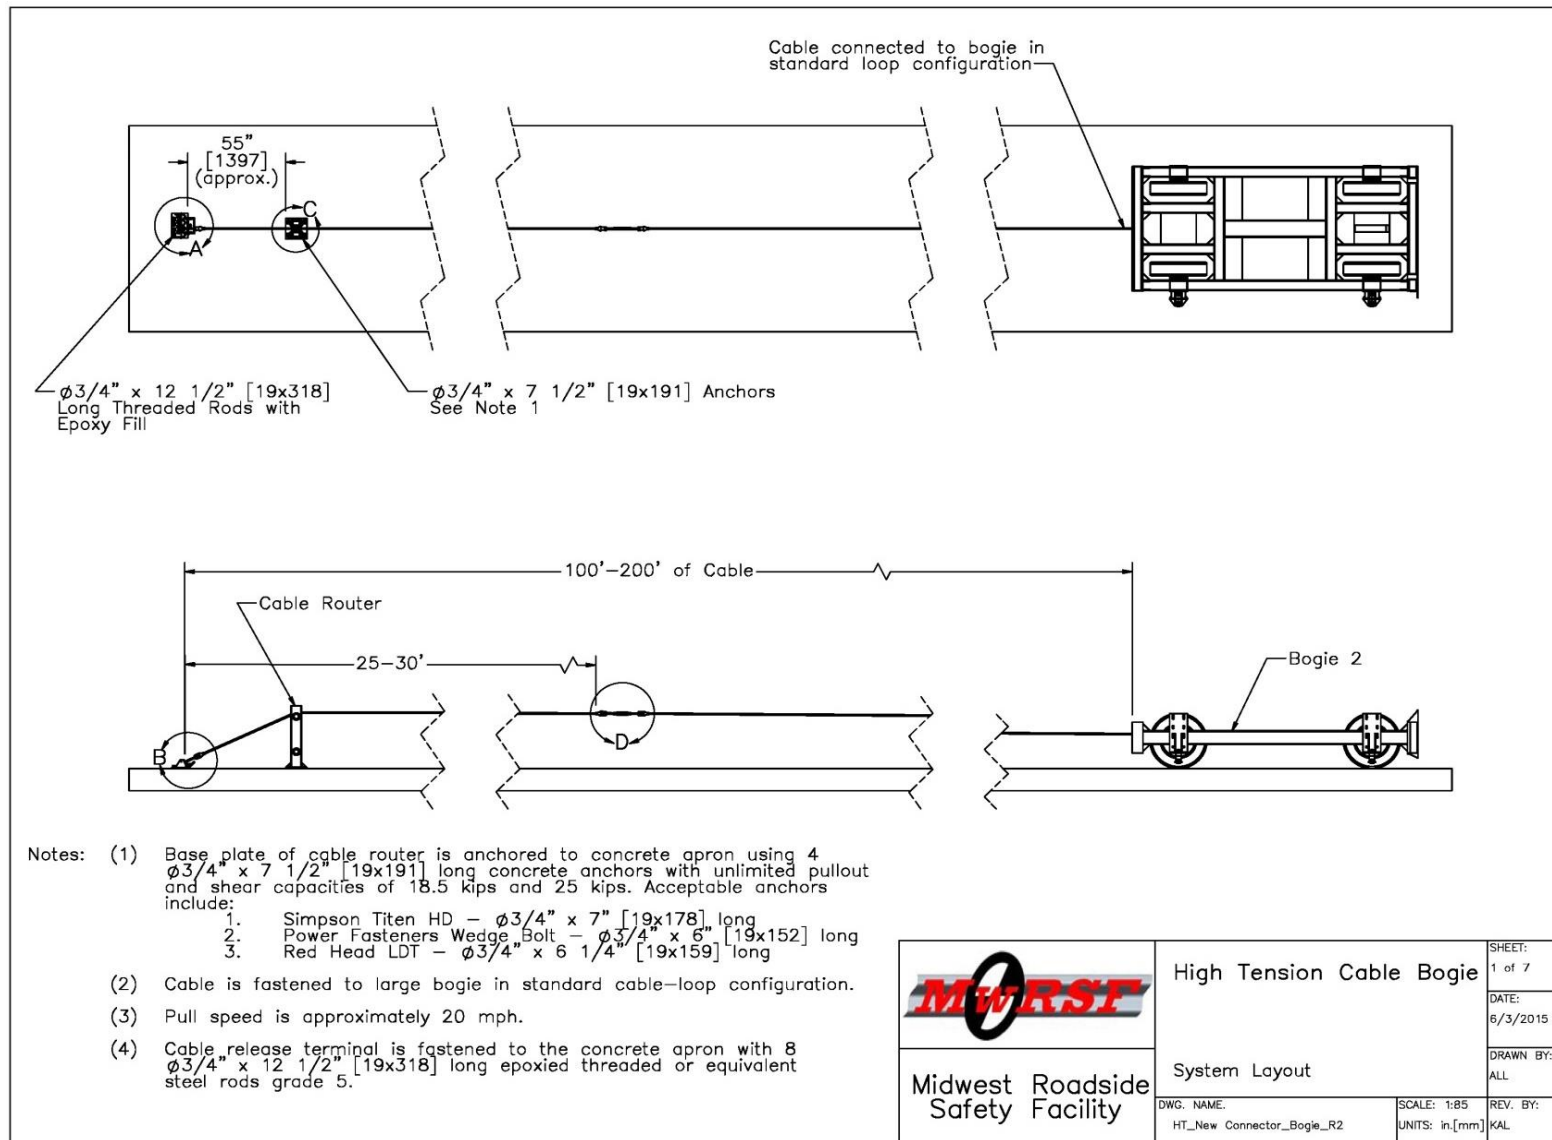 Cable connected to bogie in
standard loop configuration
55"
[1397]
(approx.)
C
A
ø3/4" x 12 1/2" [19x318]
Long Threaded Rods with
Epoxy Fill
ø3/4" x 7 1/2" [19x191] Anchors
See Note 1
100'-200' of Cable
Cable Router
25-30'
Bogie 2
B
D
Notes: (1) Base plate of cable router is anchored to concrete apron using 4
ø3/4" x 7 1/2" [19x191] long concrete anchors with unlimited pullout
and shear capacities of 18.5 kips and 25 kips. Acceptable anchors
include:
1. Simpson Titen HD - ø3/4" x 7" [19x178] long
2. Power Fasteners Wedge Bolt - ø3/4" x 6" [19x152] long
3. Red Head LDT - ø3/4" x 6 1/4" [19x159] long
(2) Cable is fastened to large bogie in standard cable-loop configuration.
(3) Pull speed is approximately 20 mph.
(4) Cable release terminal is fastened to the concrete apron with 8
ø3/4" x 12 1/2" [19x318] long epoxied threaded or equivalent
steel rods grade 5.
MwRSF
Midwest Roadside
Safety Facility
High Tension Cable Bogie
System Layout
SHEET:
1 of 7
DATE:
6/3/2015
DRAWN BY:
ALL
DWG. NAME.
HT_New Connector_Bogie_R2
SCALE: 1:85
UNITS: in.[mm]
REV. BY:
KAL